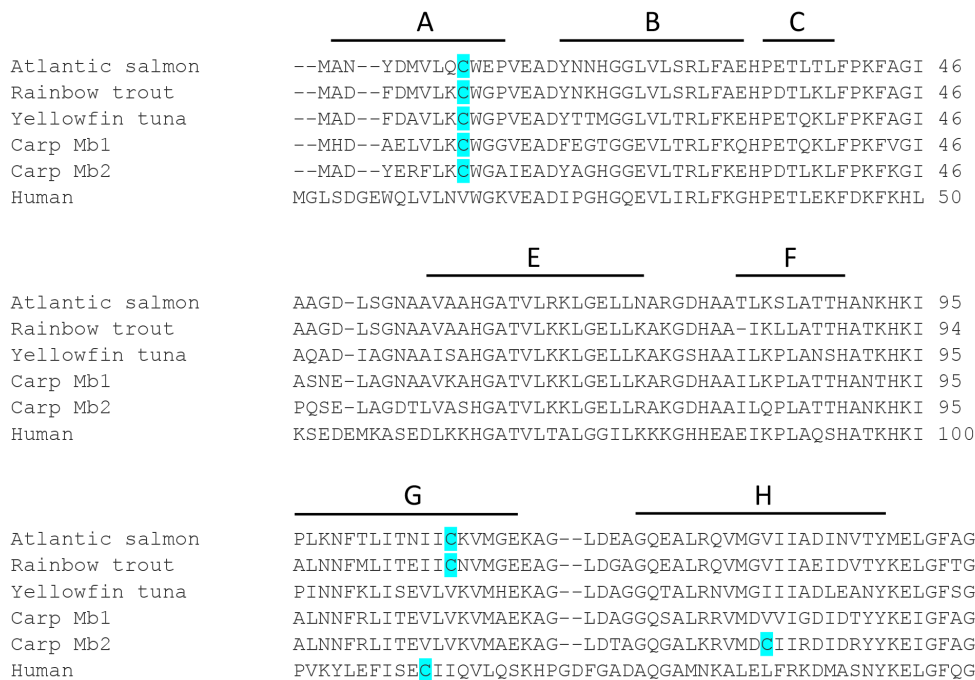 A B C
Atlantic salmon --MAN--YDMVLQCWEPVEADYNNHGGLVLSRLFAEHPETLTLFPKFAGI 46
Rainbow trout --MAD--FDMVLKCWGPVEADYNKHGGLVLSRLFAEHPDTLKLFPKFAGI 46
Yellowfin tuna --MAD--FDAVLKCWGPVEADYTTMGGLVLTRLFKEHPETQKLFPKFAGI 46
Carp Mb1 --MHD--AELVLKCWGGVEADFEGTGGEVLTRLFKQHPETQKLFPKFVGI 46
Carp Mb2 --MAD--YERFLKCWGAIEADYAGHGGEVLTRLFKEHPDTLKLFPKFKGI 46
Human MGLSDGEWQLVLNVWGKVEADIPGHGQEVLIRLFKGHPETLEKFDKFKHL 50
E F
Atlantic salmon AAGD-LSGNAAVAAHGATVLRKLGELLNARGDHAATLKSLATTHANKHKI 95
Rainbow trout AAGD-LSGNAAVAAHGATVLKKLGELLKAKGDHAA-IKLLATTHATKHKI 94
Yellowfin tuna AQAD-IAGNAAISAHGATVLKKLGELLKAKGSHAAILKPLANSHATKHKI 95
Carp Mb1 ASNE-LAGNAAVKAHGATVLKKLGELLKARGDHAAILKPLATTHANTHKI 95
Carp Mb2 PQSE-LAGDTLVASHGATVLKKLGELLRAKGDHAAILQPLATTHANKHKI 95
Human KSEDEMKASEDLKKHGATVLTALGGILKKKGHHEAEIKPLAQSHATKHKI 100
G H
Atlantic salmon PLKNFTLITNIICKVMGEKAG--LDEAGQEALRQVMGVIIADINVTYMELGFAG
Rainbow trout ALNNFMLITEIICNVMGEEAG--LDGAGQEALRQVMGVIIAEIDVTYMELGFTG
Yellowfin tuna PINNFKLISEVLVKVMHEKAG--LDAGGQTALRNVMGIIIADLEANYKELGFSG
Carp Mb1 ALNNFRLITEVLVKVMAEKAG--LDAGGQSALRRVMDVVIGDIDTYYKEIGFAG
Carp Mb2 ALNNFRLITEVLVKVMAEKAG--LDTAGQGALKRVMDCIIRDIDRYYKEIGFAG
Human PVKYLEFISECIIQVLQSKHPGDFGADAQGAMNKALELFRKDMASNYKELGFQG